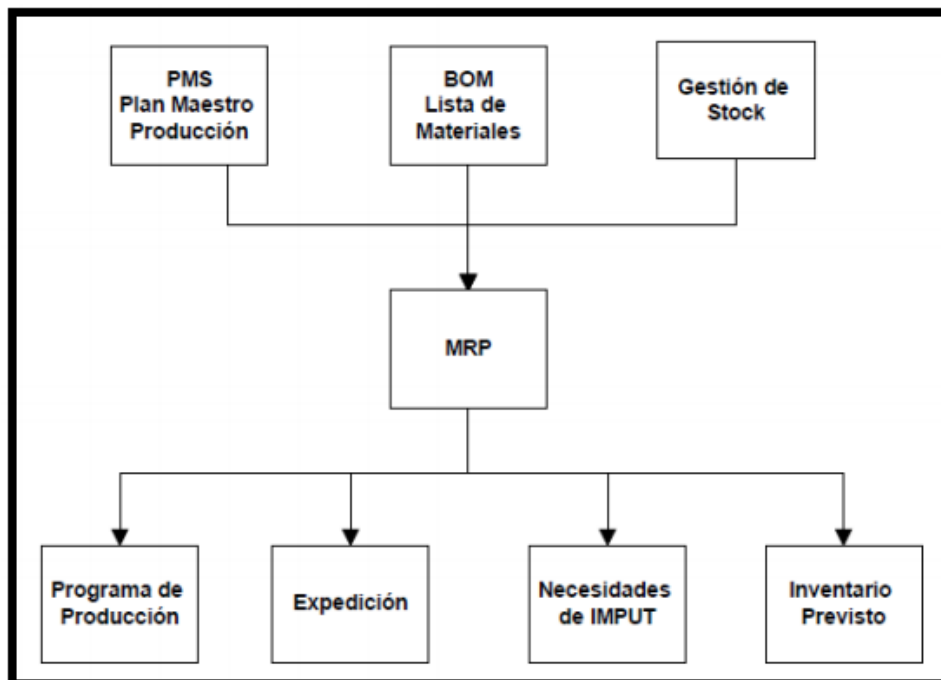 PMS
Plan Maestro
Producción
BOM
Lista de
Materiales
Gestión de
Stock
MRP
Programa de
Producción
Expedición
Necesidades
de IMPUT
Inventario
Previsto